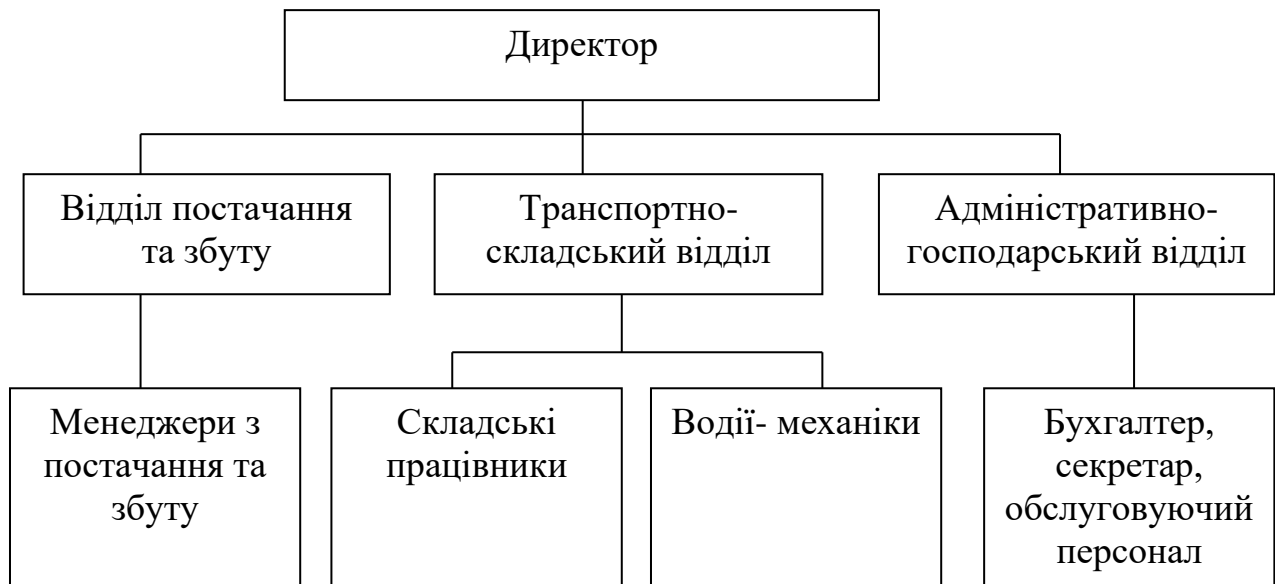 Директор
Відділ постачання
та збуту
Транспортно-
складський відділ
Адміністративно-
господарський відділ
Менеджери з
постачання та
збуту
Складські
працівники
Водії- механіки
Бухгалтер,
секретар,
обслуговуючий
персонал